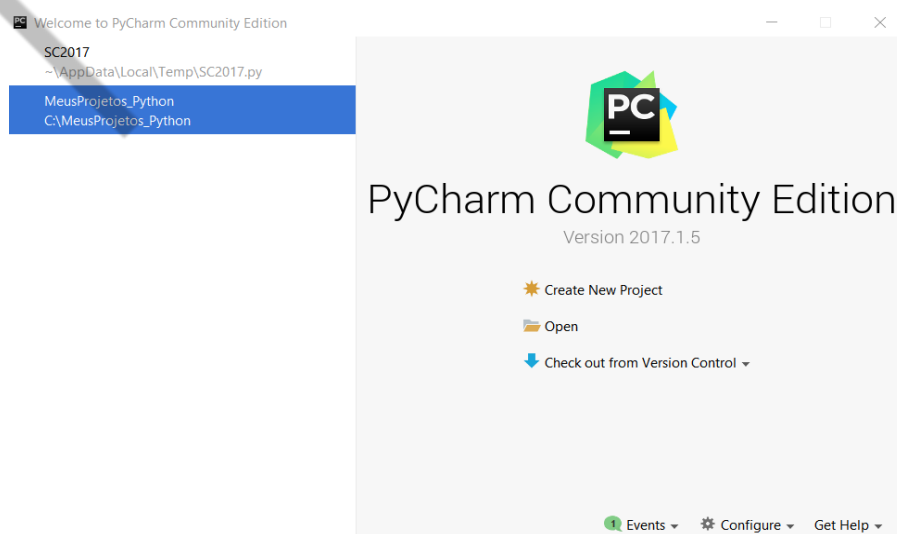 PC Welcome to PyCharm Community Edition
SC2017
~\AppData\Local\Temp\SC2017.py
MeusProjetos_Python
C:\MeusProjetos_Python
PC
PyCharm Community Edition
Version 2017.1.5
Create New Project
Open
Check out from Version Control
1 Events
Configure
Get Help